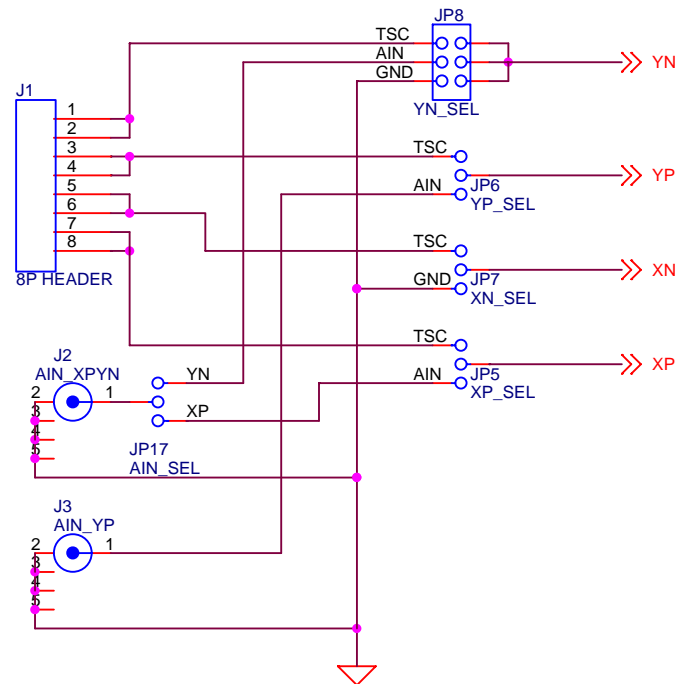 JP8
TSC
AIN
GND
YN
YN_SEL
J1
1
2
3
4
5
6
7
8
8P HEADER
TSC
YP
AIN
JP6
YP_SEL
TSC
XN
GND
JP7
XN_SEL
TSC
XP
AIN
JP5
XP_SEL
J2
AIN_XPYN
2
1
3
4
5
YN
XP
JP17
AIN_SEL
J3
AIN_YP
2
1
3
4
5